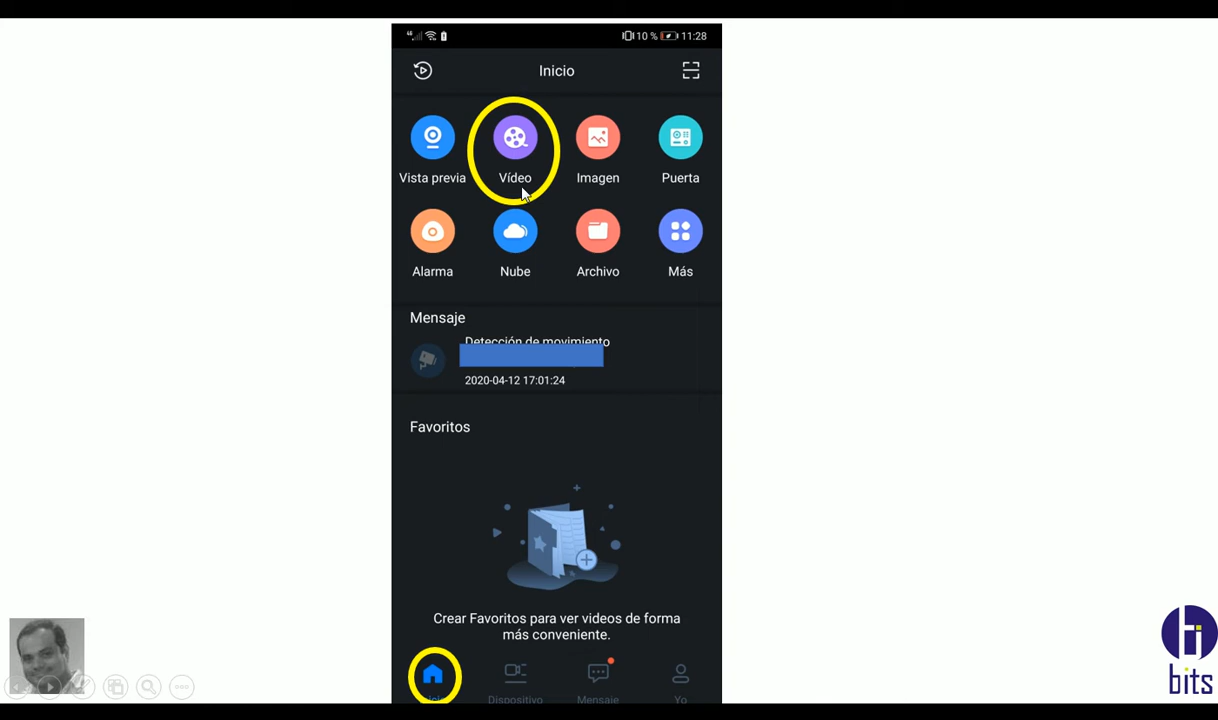 10 % 11:28
Inicio
Vista previa Vídeo Imagen Puerta
Alarma Nube Archivo Más
Mensaje
Detección de movimiento
2020-04-12 17:01:24
Favoritos
Crear Favoritos para ver videos de forma
más conveniente.
Dispositivo Mensaje Yo
bits